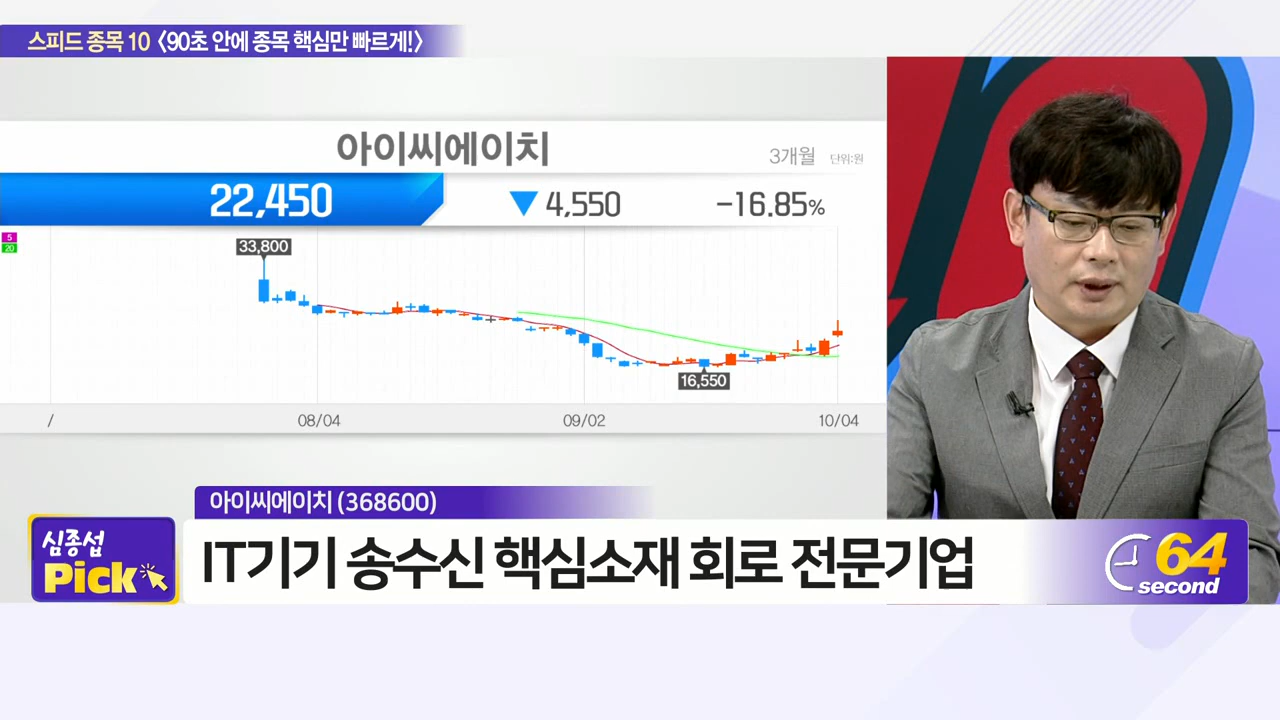 스피드 종목 10 〈90초 안에 종목 핵심만 빠르게!〉
아이씨에이치
3개월 단위:원
22,450 ▼ 4,550 -16.85%
5
20
33,800
16,550
/ 08/04 09/02 10/04
아이씨에이치 (368600)
심종섭
Pick
IT기기 송수신 핵심소재 회로 전문기업
64
second